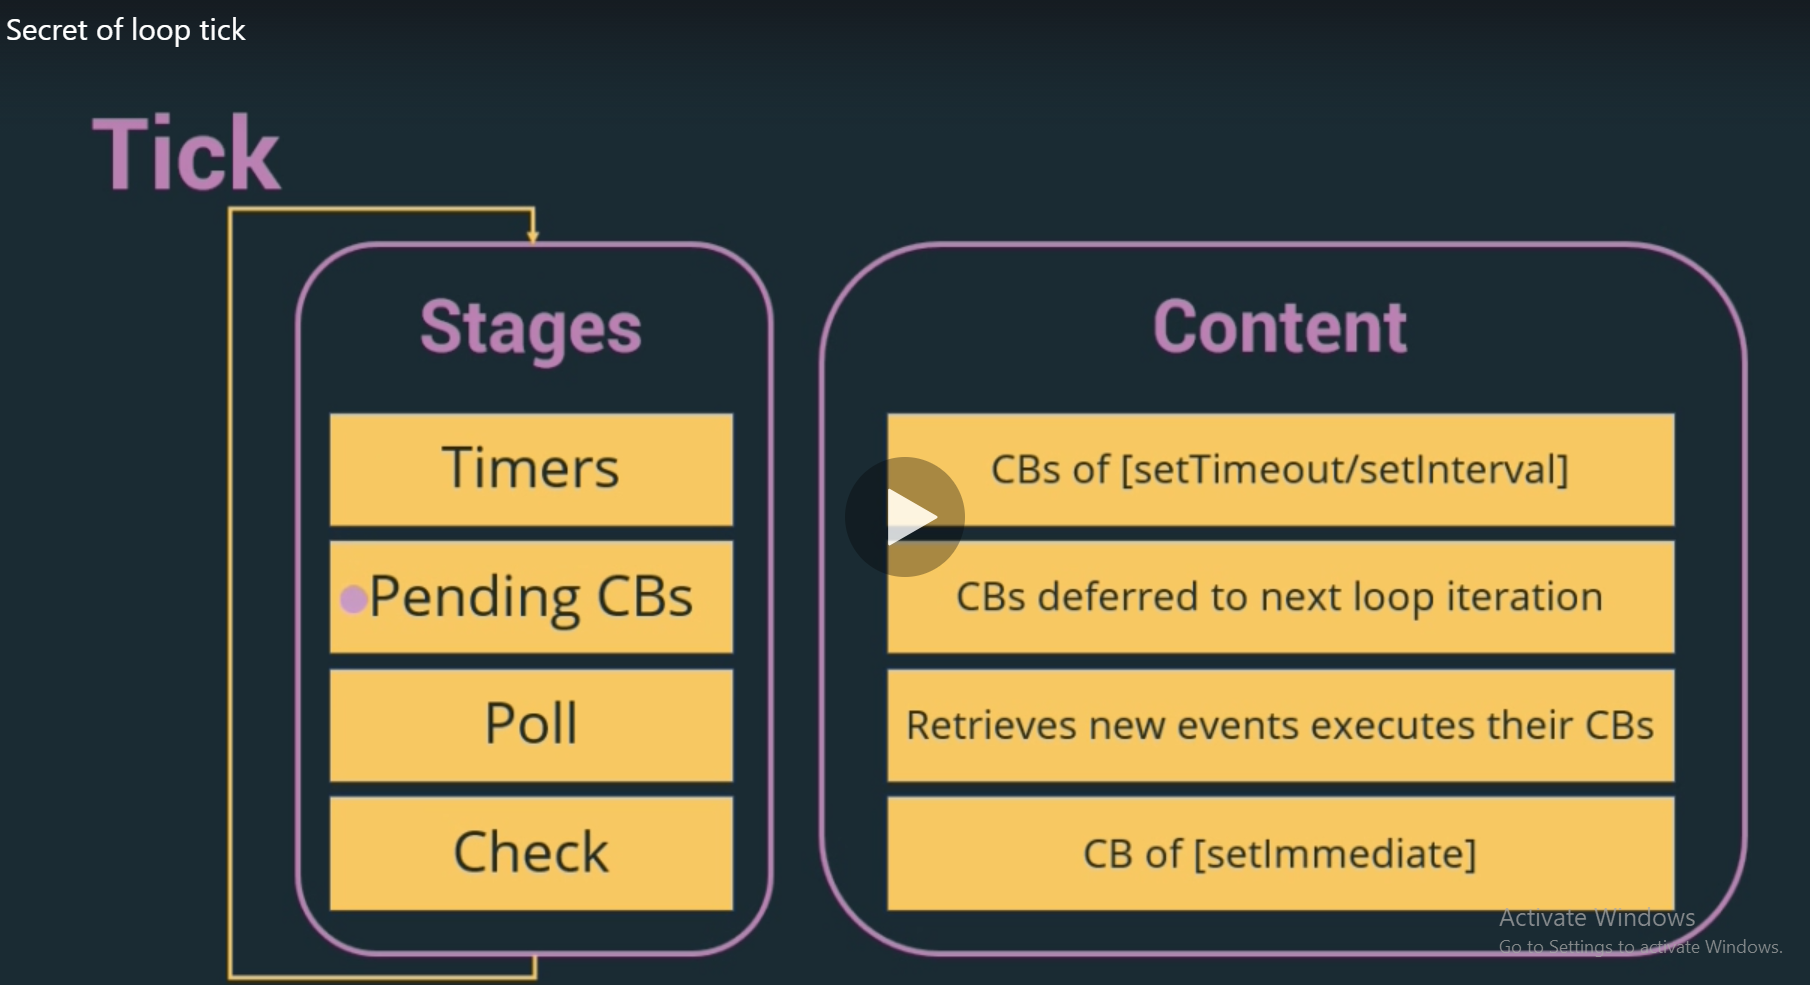 Secret of loop tick
Tick
Stages
Timers
Pending CBs
Poll
Check
Content
CBs of [setTimeout/setInterval]
CBs deferred to next loop iteration
Retrieves new events executes their CBs
CB of [setImmediate]
Activate Windows
Go to Settings to activate Windows.